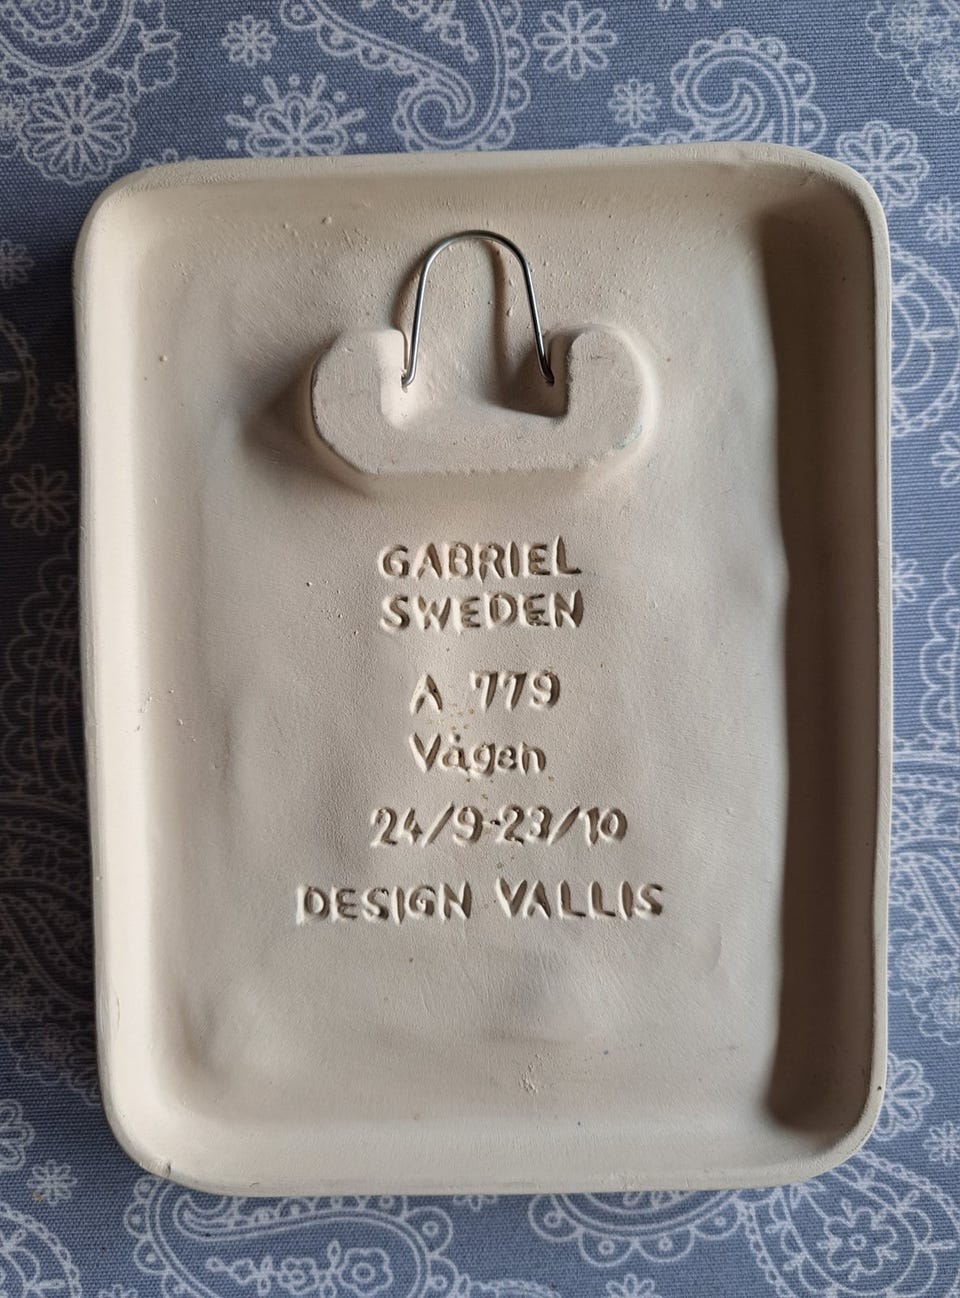 GABRIEL
SWEDEN
A 779
Vågen
24/9-23/10
DESIGN VALLIS